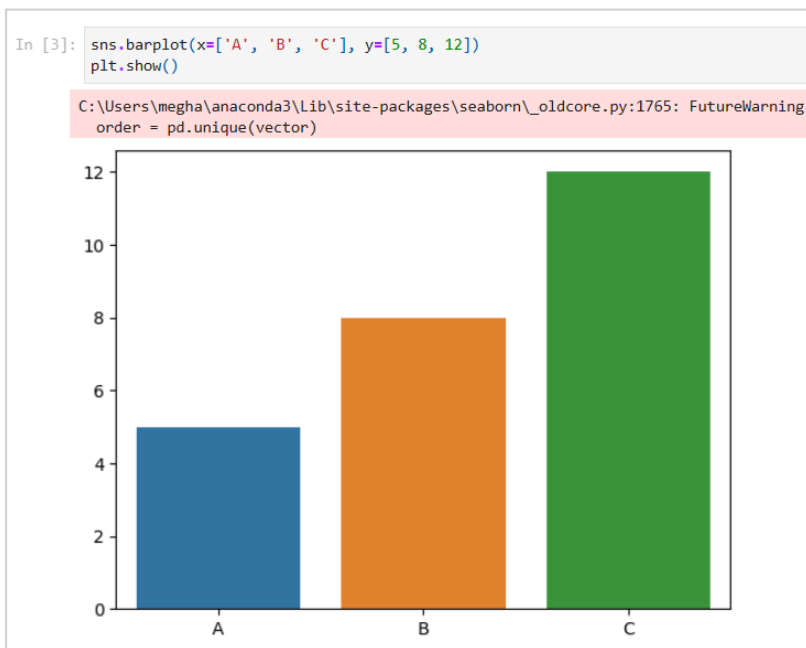 In [3]: sns.barplot(x=['A', 'B', 'C'], y=[5, 8, 12])
plt.show()
C:\Users\megha\anaconda3\Lib\site-packages\seaborn\_oldcore.py:1765: FutureWarning
order = pd.unique(vector)
12
10
8
6
4
2
0
A B C